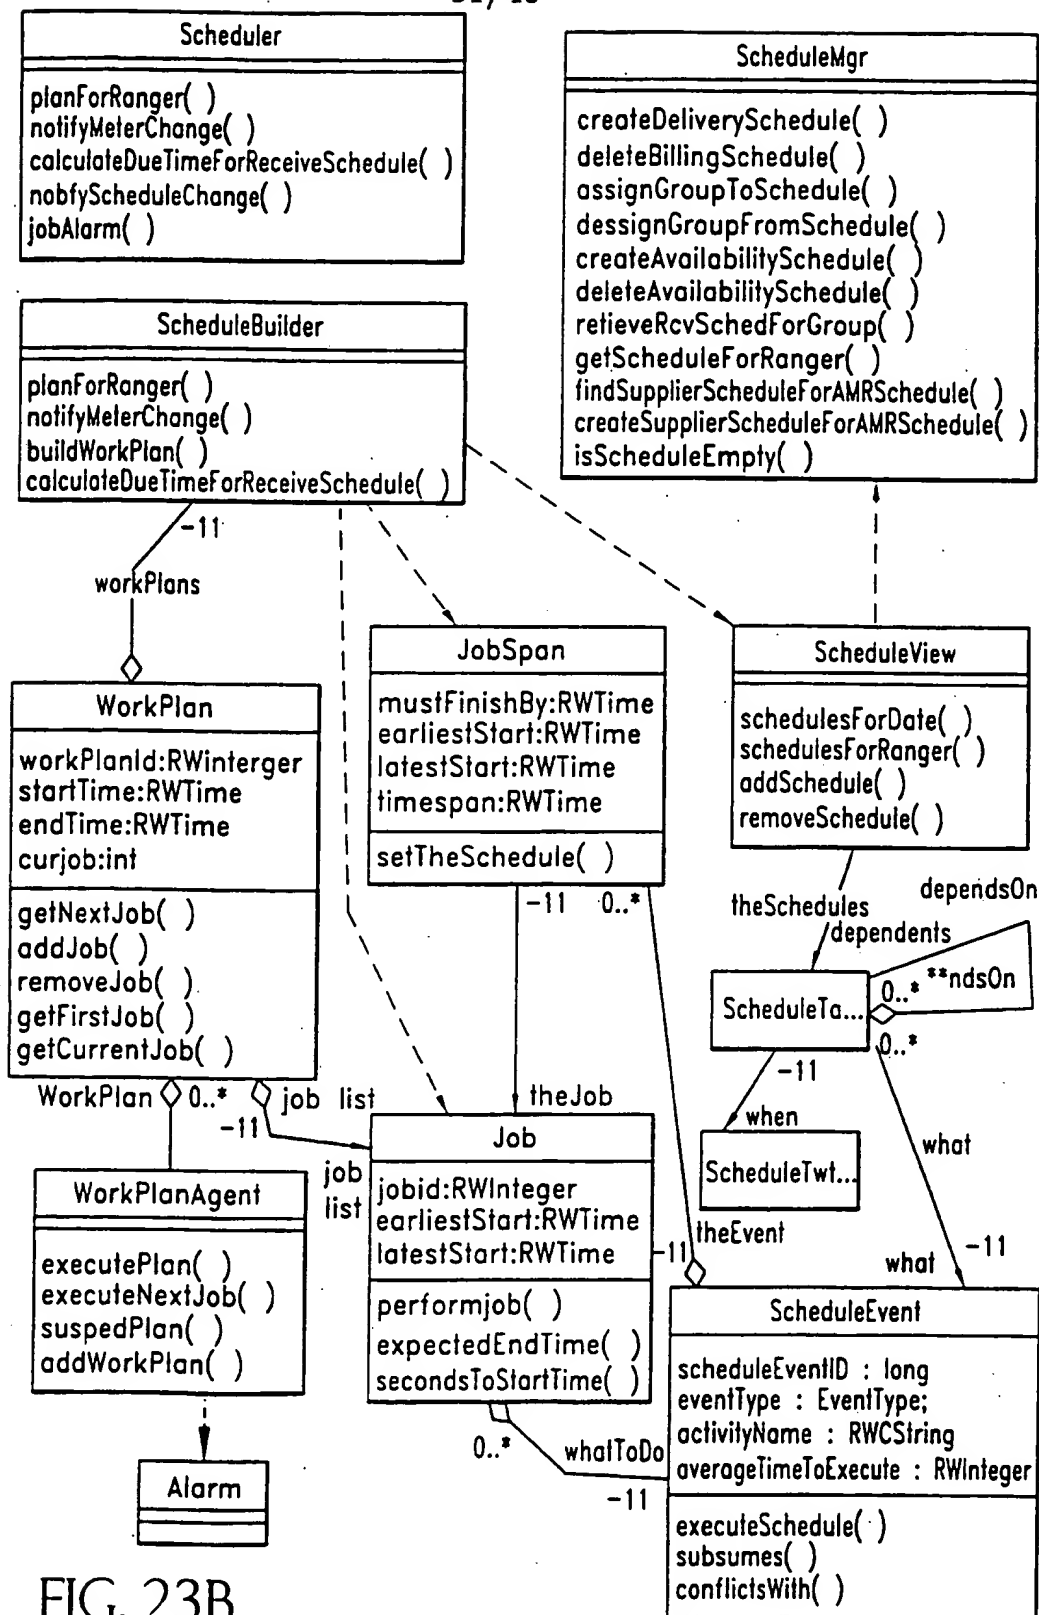 Scheduler
planForRanger( )
notifyMeterChange( )
calculateDueTimeForReceiveSchedule( )
nobfyScheduleChange( )
jobAlarm( )
ScheduleMgr
createDeliverySchedule( )
deleteBillingSchedule( )
assignGroupToSchedule( )
dessignGroupFromSchedule( )
createAvailabilitySchedule( )
deleteAvailabilitySchedule( )
retieveRcvSchedForGroup( )
getScheduleForRanger( )
findSupplierScheduleForAMRSchedule( )
createSupplierScheduleForAMRSchedule( )
isScheduleEmpty( )
ScheduleBuilder
planForRanger( )
notifyMeterChange( )
buildWorkPlan( )
calculateDueTimeForReceiveSchedule( )
-11
workPlans
WorkPlan
workPlanId:RWinterger
startTime:RWTime
endTime:RWTime
curjob:int
getNextJob( )
addJob( )
removeJob( )
getFirstJob( )
getCurrentJob( )
JobSpan
mustFinishBy:RWTime
earliestStart:RWTime
latestStart:RWTime
timespan:RWTime
setTheSchedule( )
-11 0..*
ScheduleView
schedulesForDate( )
schedulesForRanger( )
addSchedule( )
removeSchedule( )
theSchedules
dependsOn
dependents
ScheduleTa...
0..*
**ndsOn
0..*
-11
when
ScheduleTwt...
what
-11
what
WorkPlan 0..* job list
-11
theJob
job
list
WorkPlanAgent
executePlan( )
executeNextJob( )
suspedPlan( )
addWorkPlan( )
Alarm
Job
jobid:RWInteger
earliestStart:RWTime
latestStart:RWTime
performjob( )
expectedEndTime( )
secondsToStartTime( )
theEvent
-11
0..*
whatToDo
-11
ScheduleEvent
scheduleEventID : long
eventType : EventType;
activityName : RWCString
averageTimeToExecute : RWInteger
executeSchedule( )
subsumes( )
conflictsWith( )
FIG. 23B